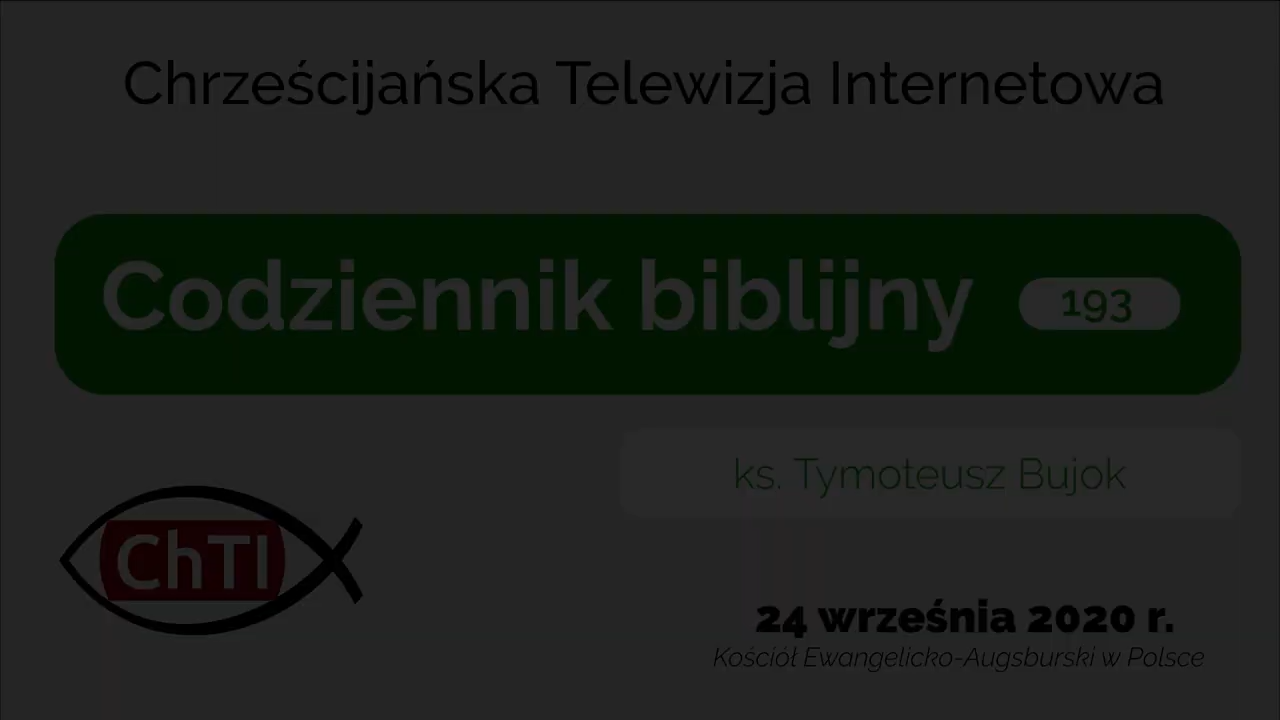 Chrześcijańska Telewizja Internetowa
Codziennik biblijny 193
ks. Tymoteusz Bujok
ChTI
24 września 2020 r.
Kościół Ewangelicko-Augsburski w Polsce